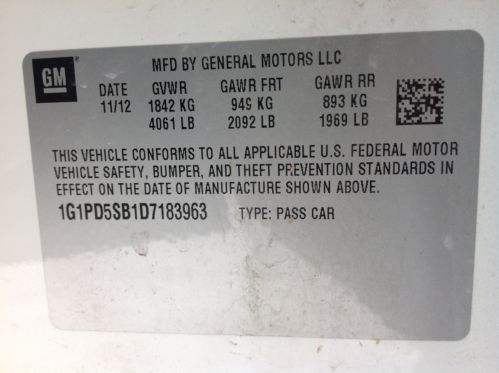 GM
MFD BY GENERAL MOTORS LLC
DATE GVWR GAWR FRT GAWR RR
11/12 1842 KG 949 KG 893 KG
4061 LB 2092 LB 1969 LB
THIS VEHICLE CONFORMS TO ALL APPLICABLE U.S. FEDERAL MOTOR
VEHICLE SAFETY, BUMPER, AND THEFT PREVENTION STANDARDS IN
EFFECT ON THE DATE OF MANUFACTURE SHOWN ABOVE.
1G1PD5SB1D7183963 TYPE: PASS CAR